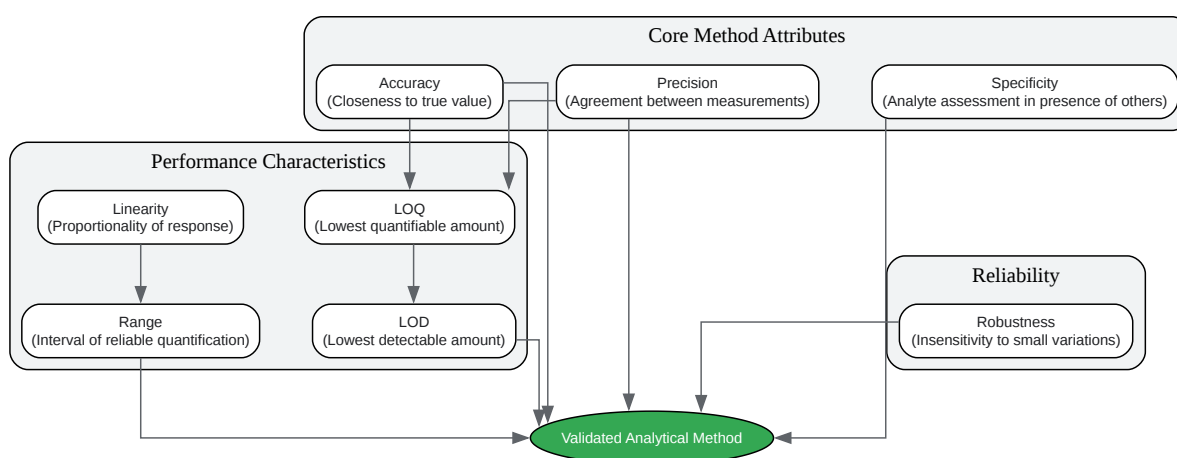 Core Method Attributes
Accuracy
(Closeness to true value)
Precision
(Agreement between measurements)
Specificity
(Analyte assessment in presence of others)
Performance Characteristics
Linearity
(Proportionality of response)
LOQ
(Lowest quantifiable amount)
Range
(Interval of reliable quantification)
LOD
(Lowest detectable amount)
Reliability
Robustness
(Insensitivity to small variations)
Validated Analytical Method